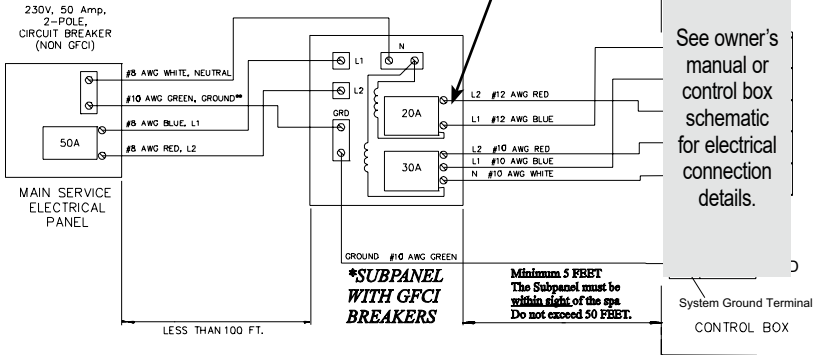 230V, 50 Amp,
2-POLE,
CIRCUIT BREAKER
(NON GFCI)
#8 AWG WHITE, NEUTRAL
#10 AWG GREEN, GROUND**
#8 AWG BLUE, L1
#8 AWG RED, L2
50A
MAIN SERVICE
ELECTRICAL
PANEL
LESS THAN 100 FT.
N
L1
L2
GRD
20A
30A
L2 #12 AWG RED
L1 #12 AWG BLUE
L2 #10 AWG RED
L1 #10 AWG BLUE
N #10 AWG WHITE
GROUND #10 AWG GREEN
*SUBPANEL
WITH GFCI
BREAKERS
Minimum 5 FEET
The Subpanel must be
within sight of the spa
Do not exceed 50 FEET.
See owner's
manual or
control box
schematic
for electrical
connection
details.
D
System Ground Terminal
CONTROL BOX